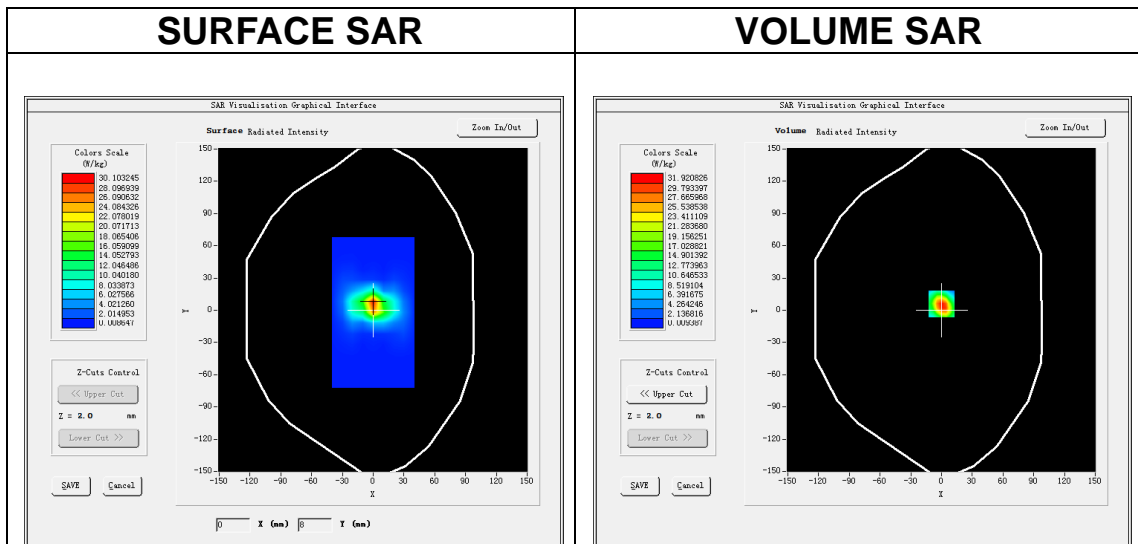 SURFACE SAR
VOLUME SAR
SAR Visualisation Graphical Interface
Surface Radiated Intensity
Zoom In/Out
Colors Scale
(W/kg)
30.103245
28.096939
26.090632
24.084326
22.078019
20.071713
18.065406
16.059099
14.052793
12.046486
10.040180
8.033873
6.027566
4.021260
2.014953
0.008647
150
120
90
60
30
0
-30
-60
-90
-120
-150
Y
-150 -120 -90 -60 -30 0 30 60 90 120 150
X
Z-Cuts Control
<< Upper Cut
Z = 2.0 mm
Lower Cut >>
SAVE Cancel
0 X (mm) 8 Y (mm)
SAR Visualisation Graphical Interface
Volume Radiated Intensity
Zoom In/Out
Colors Scale
(W/kg)
31.920826
29.793397
27.665968
25.538538
23.411109
21.283680
19.156251
17.028821
14.901392
12.773963
10.646533
8.519104
6.391675
4.264246
2.136816
0.009387
150
120
90
60
30
0
-30
-60
-90
-120
-150
Y
-150 -120 -90 -60 -30 0 30 60 90 120 150
X
Z-Cuts Control
<< Upper Cut
Z = 2.0 mm
Lower Cut >>
SAVE Cancel